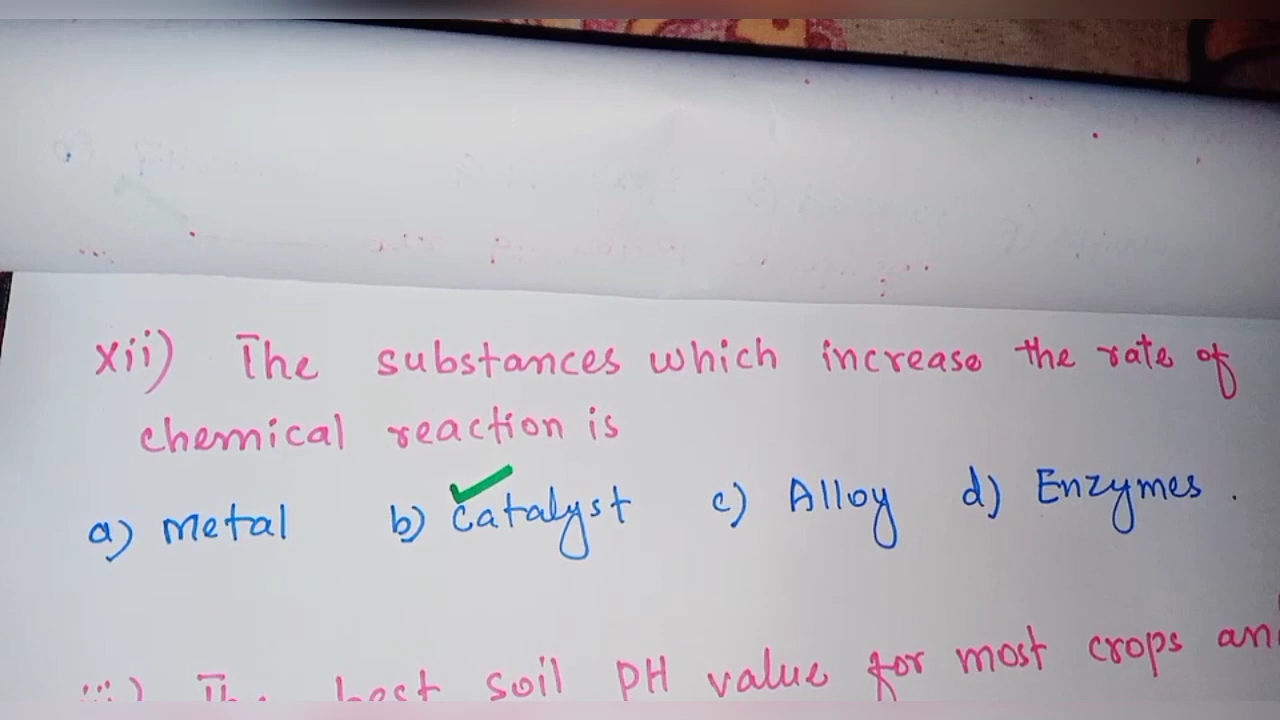 xii) The substances which increase the rate of
chemical reaction is
a) Metal b) Catalyst c) Alloy d) Enzymes .
The best soil PH value for most crops an